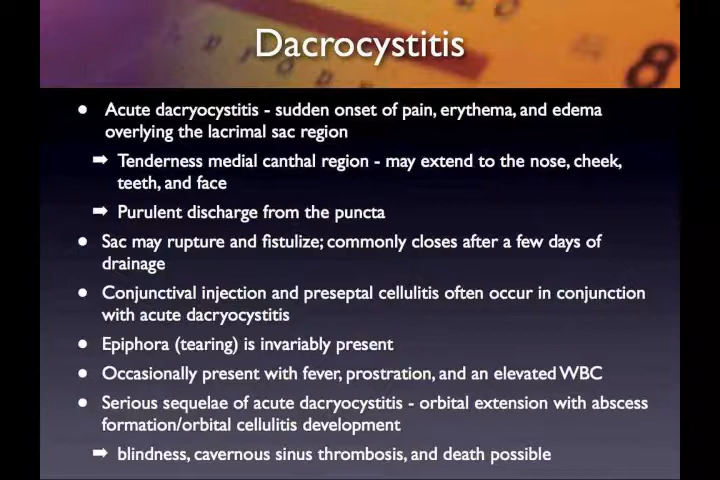 Dacrocystitis
● Acute dacryocystitis - sudden onset of pain, erythema, and edema
overlying the lacrimal sac region
➡ Tenderness medial canthal region - may extend to the nose, cheek,
teeth, and face
➡ Purulent discharge from the puncta
● Sac may rupture and fistulize; commonly closes after a few days of
drainage
● Conjunctival injection and preseptal cellulitis often occur in conjunction
with acute dacryocystitis
● Epiphora (tearing) is invariably present
● Occasionally present with fever, prostration, and an elevated WBC
● Serious sequelae of acute dacryocystitis - orbital extension with abscess
formation/orbital cellulitis development
➡ blindness, cavernous sinus thrombosis, and death possible
8